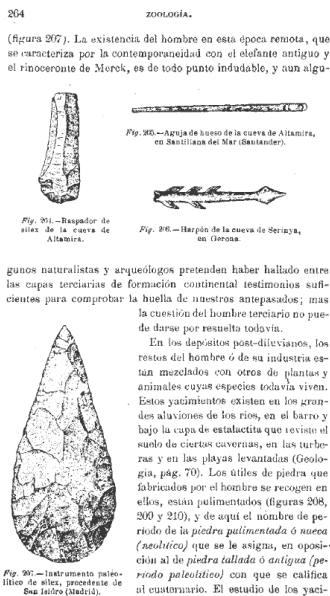 264
ZOOLOGÍA.
(figura 207). La existencia del hombre en esta época remota, que
se caracteriza por la contemporaneidad con el elefante antiguo y
el rinoceronte de Merck, es de todo punto indudable, y aun algu-
Fig. 205.—Aguja de hueso de la cueva de Altamira,
en Santillana del Mar (Santander).
Fig. 204.—Raspador de
sílex de la cueva de
Altamira.
Fig. 206.—Harpón de la cueva de Serinya,
en Gerona.
gunos naturalistas y arqueólogos pretenden haber hallado entre
las capas terciarias de formación continental testimonios sufi-
cientes para comprobar la huella de nuestros antepasados; mas
la cuestión del hombre terciario no pue-
de darse por resuelta todavía.
En los depósitos post-diluvianos, los
restos del hombre ó de su industria es-
tán mezclados con otros de plantas y
animales cuyas especies todavía viven.
Estos yacimientos existen en los gran-
des aluviones de los ríos, en el barro y
bajo la capa de estalactita que reviste el
suelo de ciertas cavernas, en las turbe-
ras y en las playas levantadas (Geolo-
gía, pág. 70). Los útiles de piedra que
fabricados por el hombre se recogen en
ellos, están pulimentados (figuras 208,
209 y 210), y de aquí el nombre de pe-
ríodo de la piedra pulimentada ó nueva
(neolítico) que se le asigna, en oposi-
ción al de piedra tallada ó antigua (pe-
ríodo paleolítico) con que se califica
al cuaternario. El estudio de los yaci-
Fig. 207.—Instrumento paleo-
lítico de sílex, procedente de
San Isidro (Madrid).